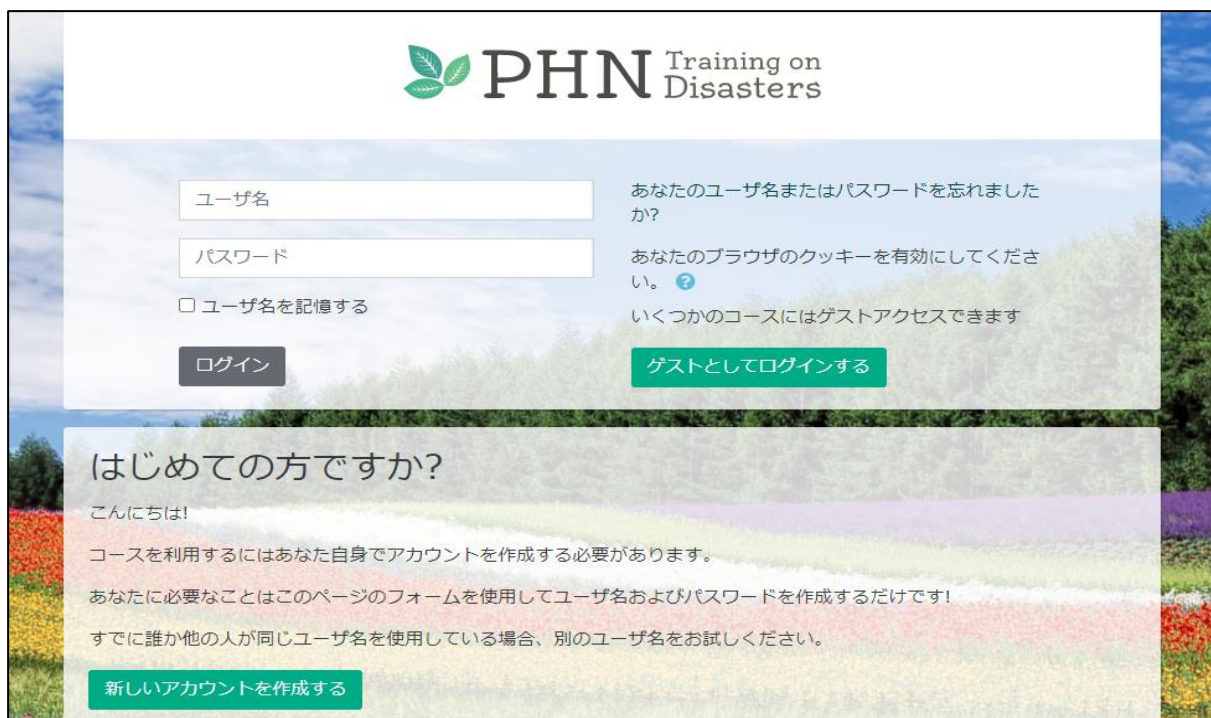 PHN Training on
Disasters
ユーザ名
パスワード
ユーザ名を記憶する
ログイン
あなたのユーザ名またはパスワードを忘れました
か?
あなたのブラウザのクッキーを有効にしてくださ
い。 ?
いくつかのコースにはゲストアクセスできます
ゲストとしてログインする
はじめての方ですか?
こんにちは!
コースを利用するにはあなた自身でアカウントを作成する必要があります。
あなたに必要なことはこのページのフォームを使用してユーザ名およびパスワードを作成するだけです!
すでに誰か他の人が同じユーザ名を使用している場合、別のユーザ名をお試しください。
新しいアカウントを作成する